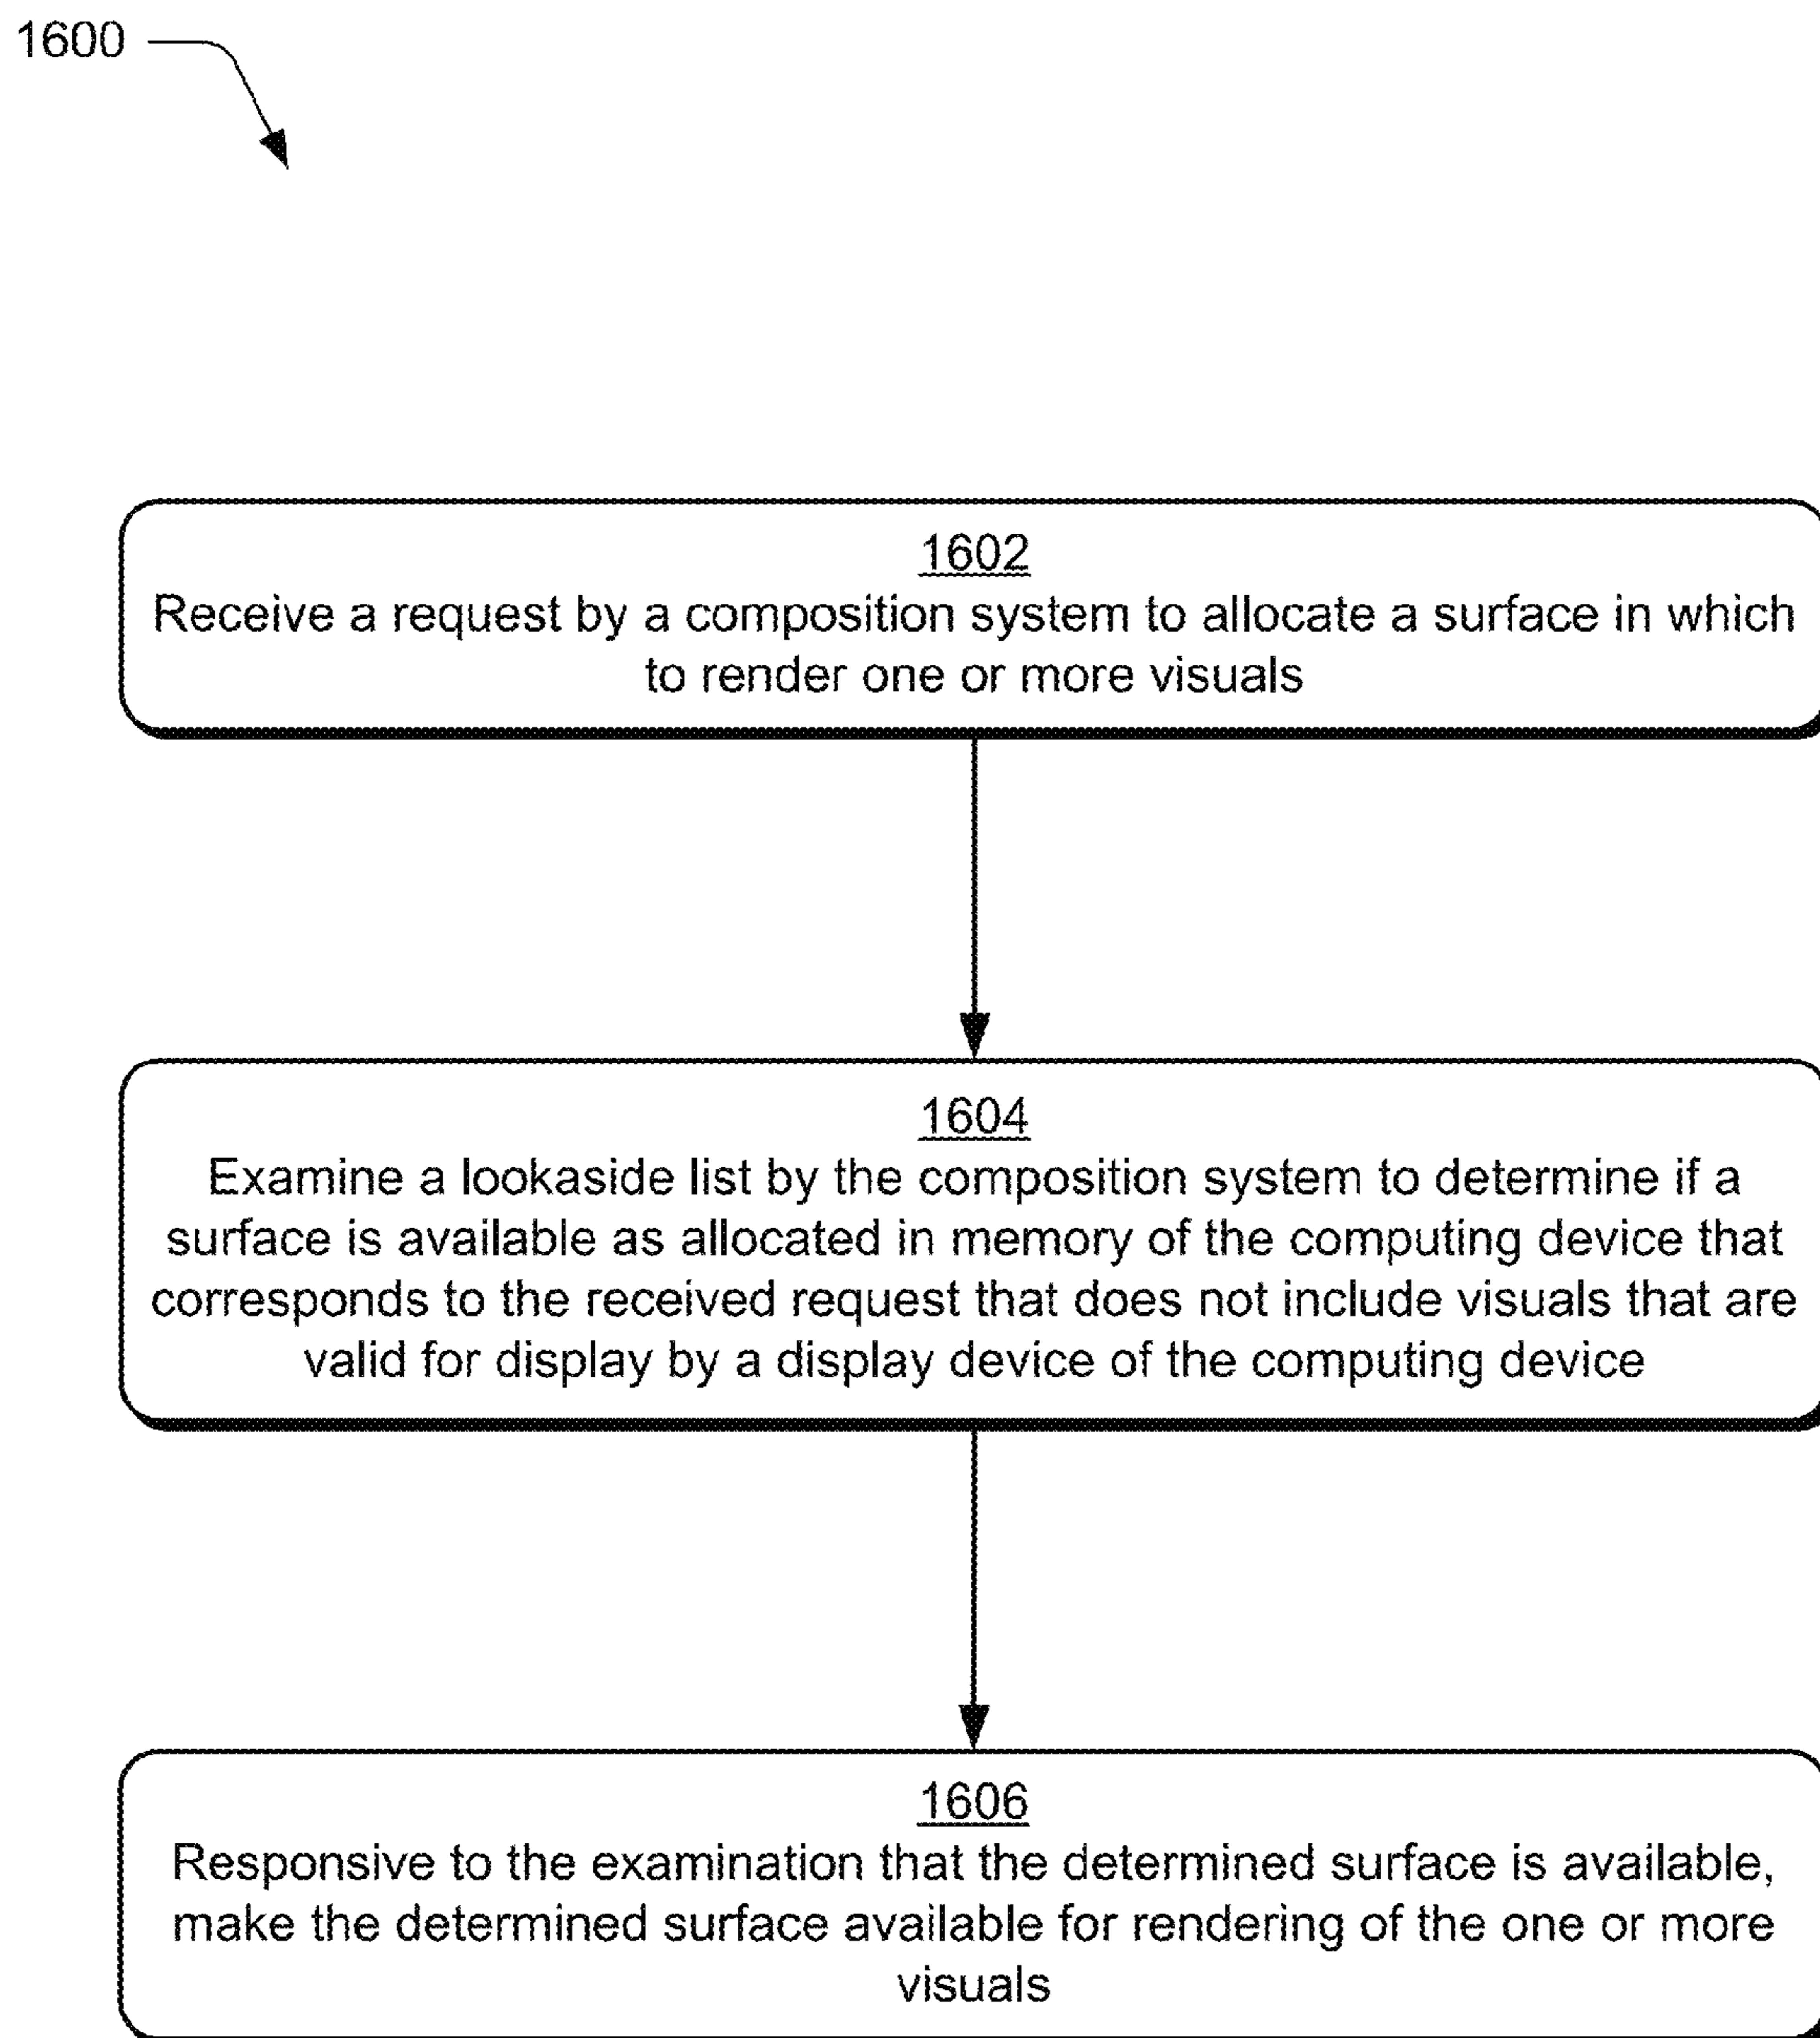 1600
1602
Receive a request by a composition system to allocate a surface in which
to render one or more visuals
1604
Examine a lookaside list by the composition system to determine if a
surface is available as allocated in memory of the computing device that
corresponds to the received request that does not include visuals that are
valid for display by a display device of the computing device
1606
Responsive to the examination that the determined surface is available,
make the determined surface available for rendering of the one or more
visuals